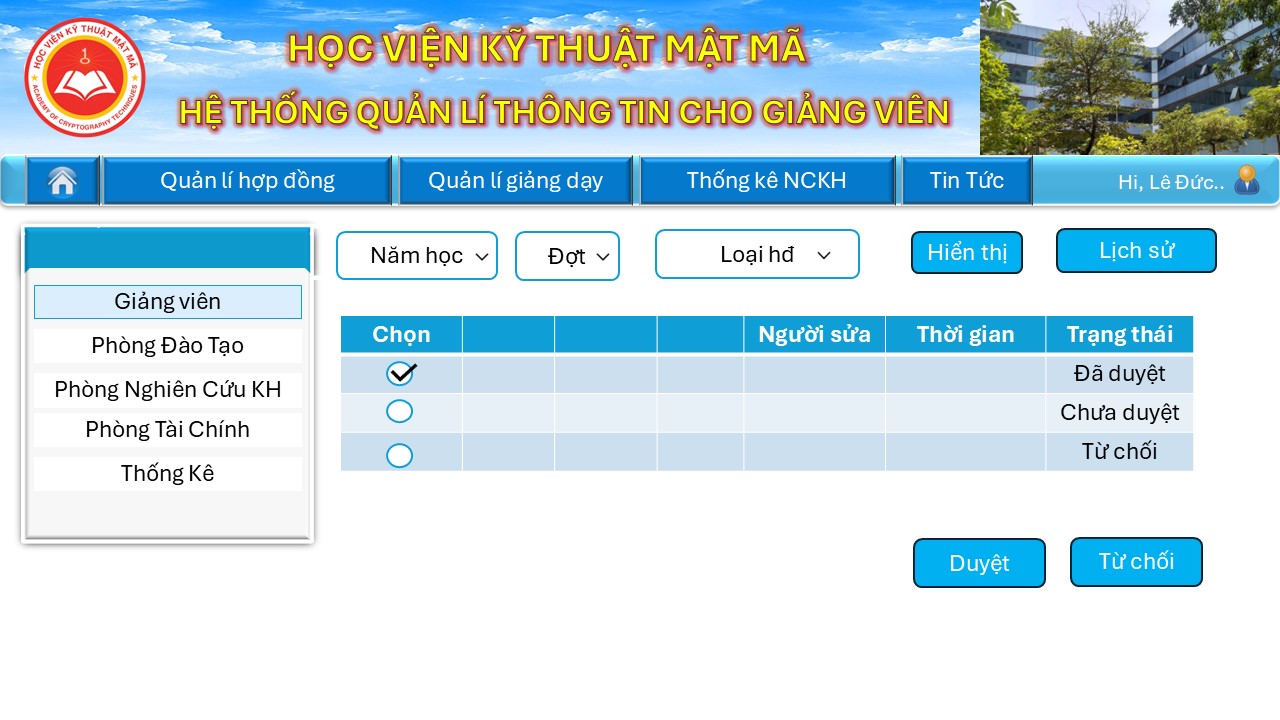 HỌC VIỆN KỸ THUẬT MẬT MÃ
ACADEMY OF CRYPTOGRAPHY TECHNIQUES
HỌC VIỆN KỸ THUẬT MẬT MÃ
HỆ THỐNG QUẢN LÍ THÔNG TIN CHO GIẢNG VIÊN
Quản lí hợp đồng
Quản lí giảng dạy
Thống kê NCKH
Tin Tức
Hi, Lê Đức..
Giảng viên
Phòng Đào Tạo
Phòng Nghiên Cứu KH
Phòng Tài Chính
Thống Kê
Năm học
Đợt
Loại hđ
Hiển thị
Lịch sử
Chọn Người sửa Thời gian Trạng thái
Đã duyệt
Chưa duyệt
Từ chối
Duyệt
Từ chối